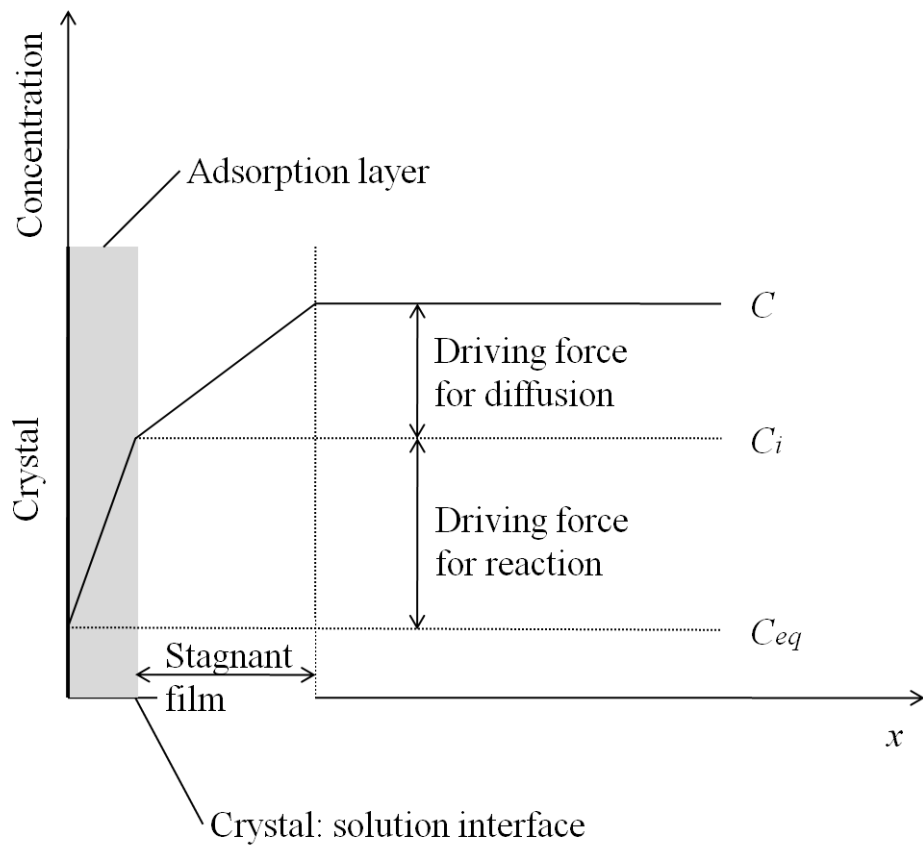 Concentration
Adsorption layer
C
Driving force
for diffusion
Crystal
Ci
Driving force
for reaction
Ceq
Stagnant
film
x
Crystal: solution interface